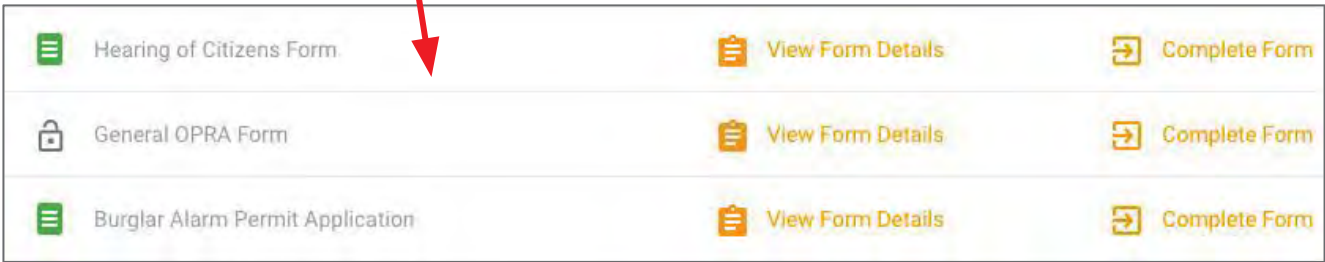 Hearing of Citizens Form View Form Details Complete Form
General OPRA Form View Form Details Complete Form
Burglar Alarm Permit Application View Form Details Complete Form